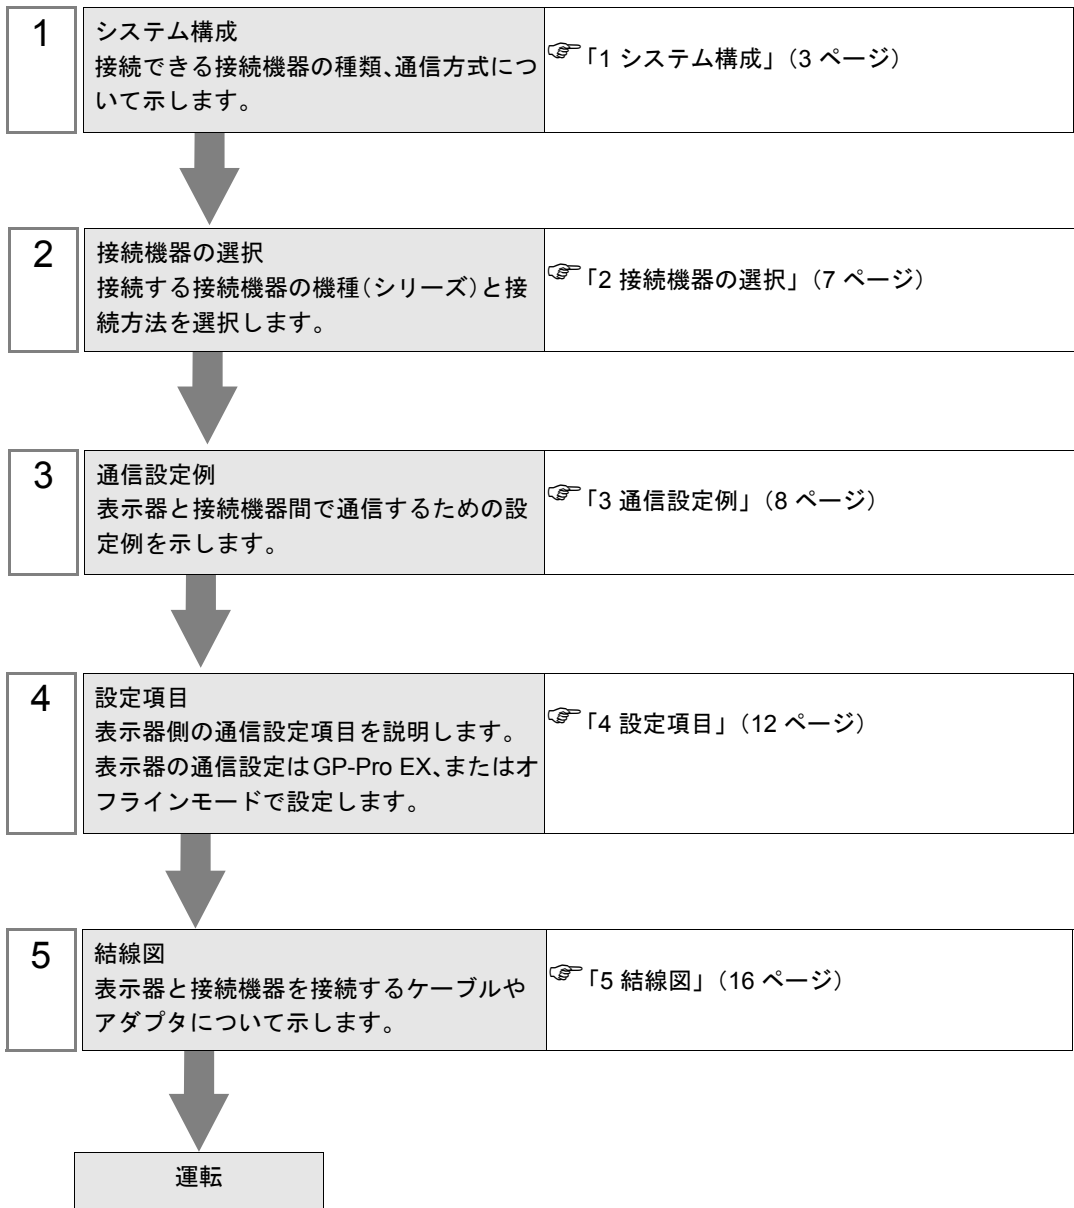 1
システム構成
接続できる接続機器の種類、通信方式につ
いて示します。
☞「1 システム構成」（3 ページ）
2
接続機器の選択
接続する接続機器の機種（シリーズ）と接
続方法を選択します。
☞「2 接続機器の選択」（7 ページ）
3
通信設定例
表示器と接続機器間で通信するための設
定例を示します。
☞「3 通信設定例」（8 ページ）
4
設定項目
表示器側の通信設定項目を説明します。
表示器の通信設定はGP-Pro EX、またはオ
フラインモードで設定します。
☞「4 設定項目」（12 ページ）
5
結線図
表示器と接続機器を接続するケーブルや
アダプタについて示します。
☞「5 結線図」（16 ページ）
運転